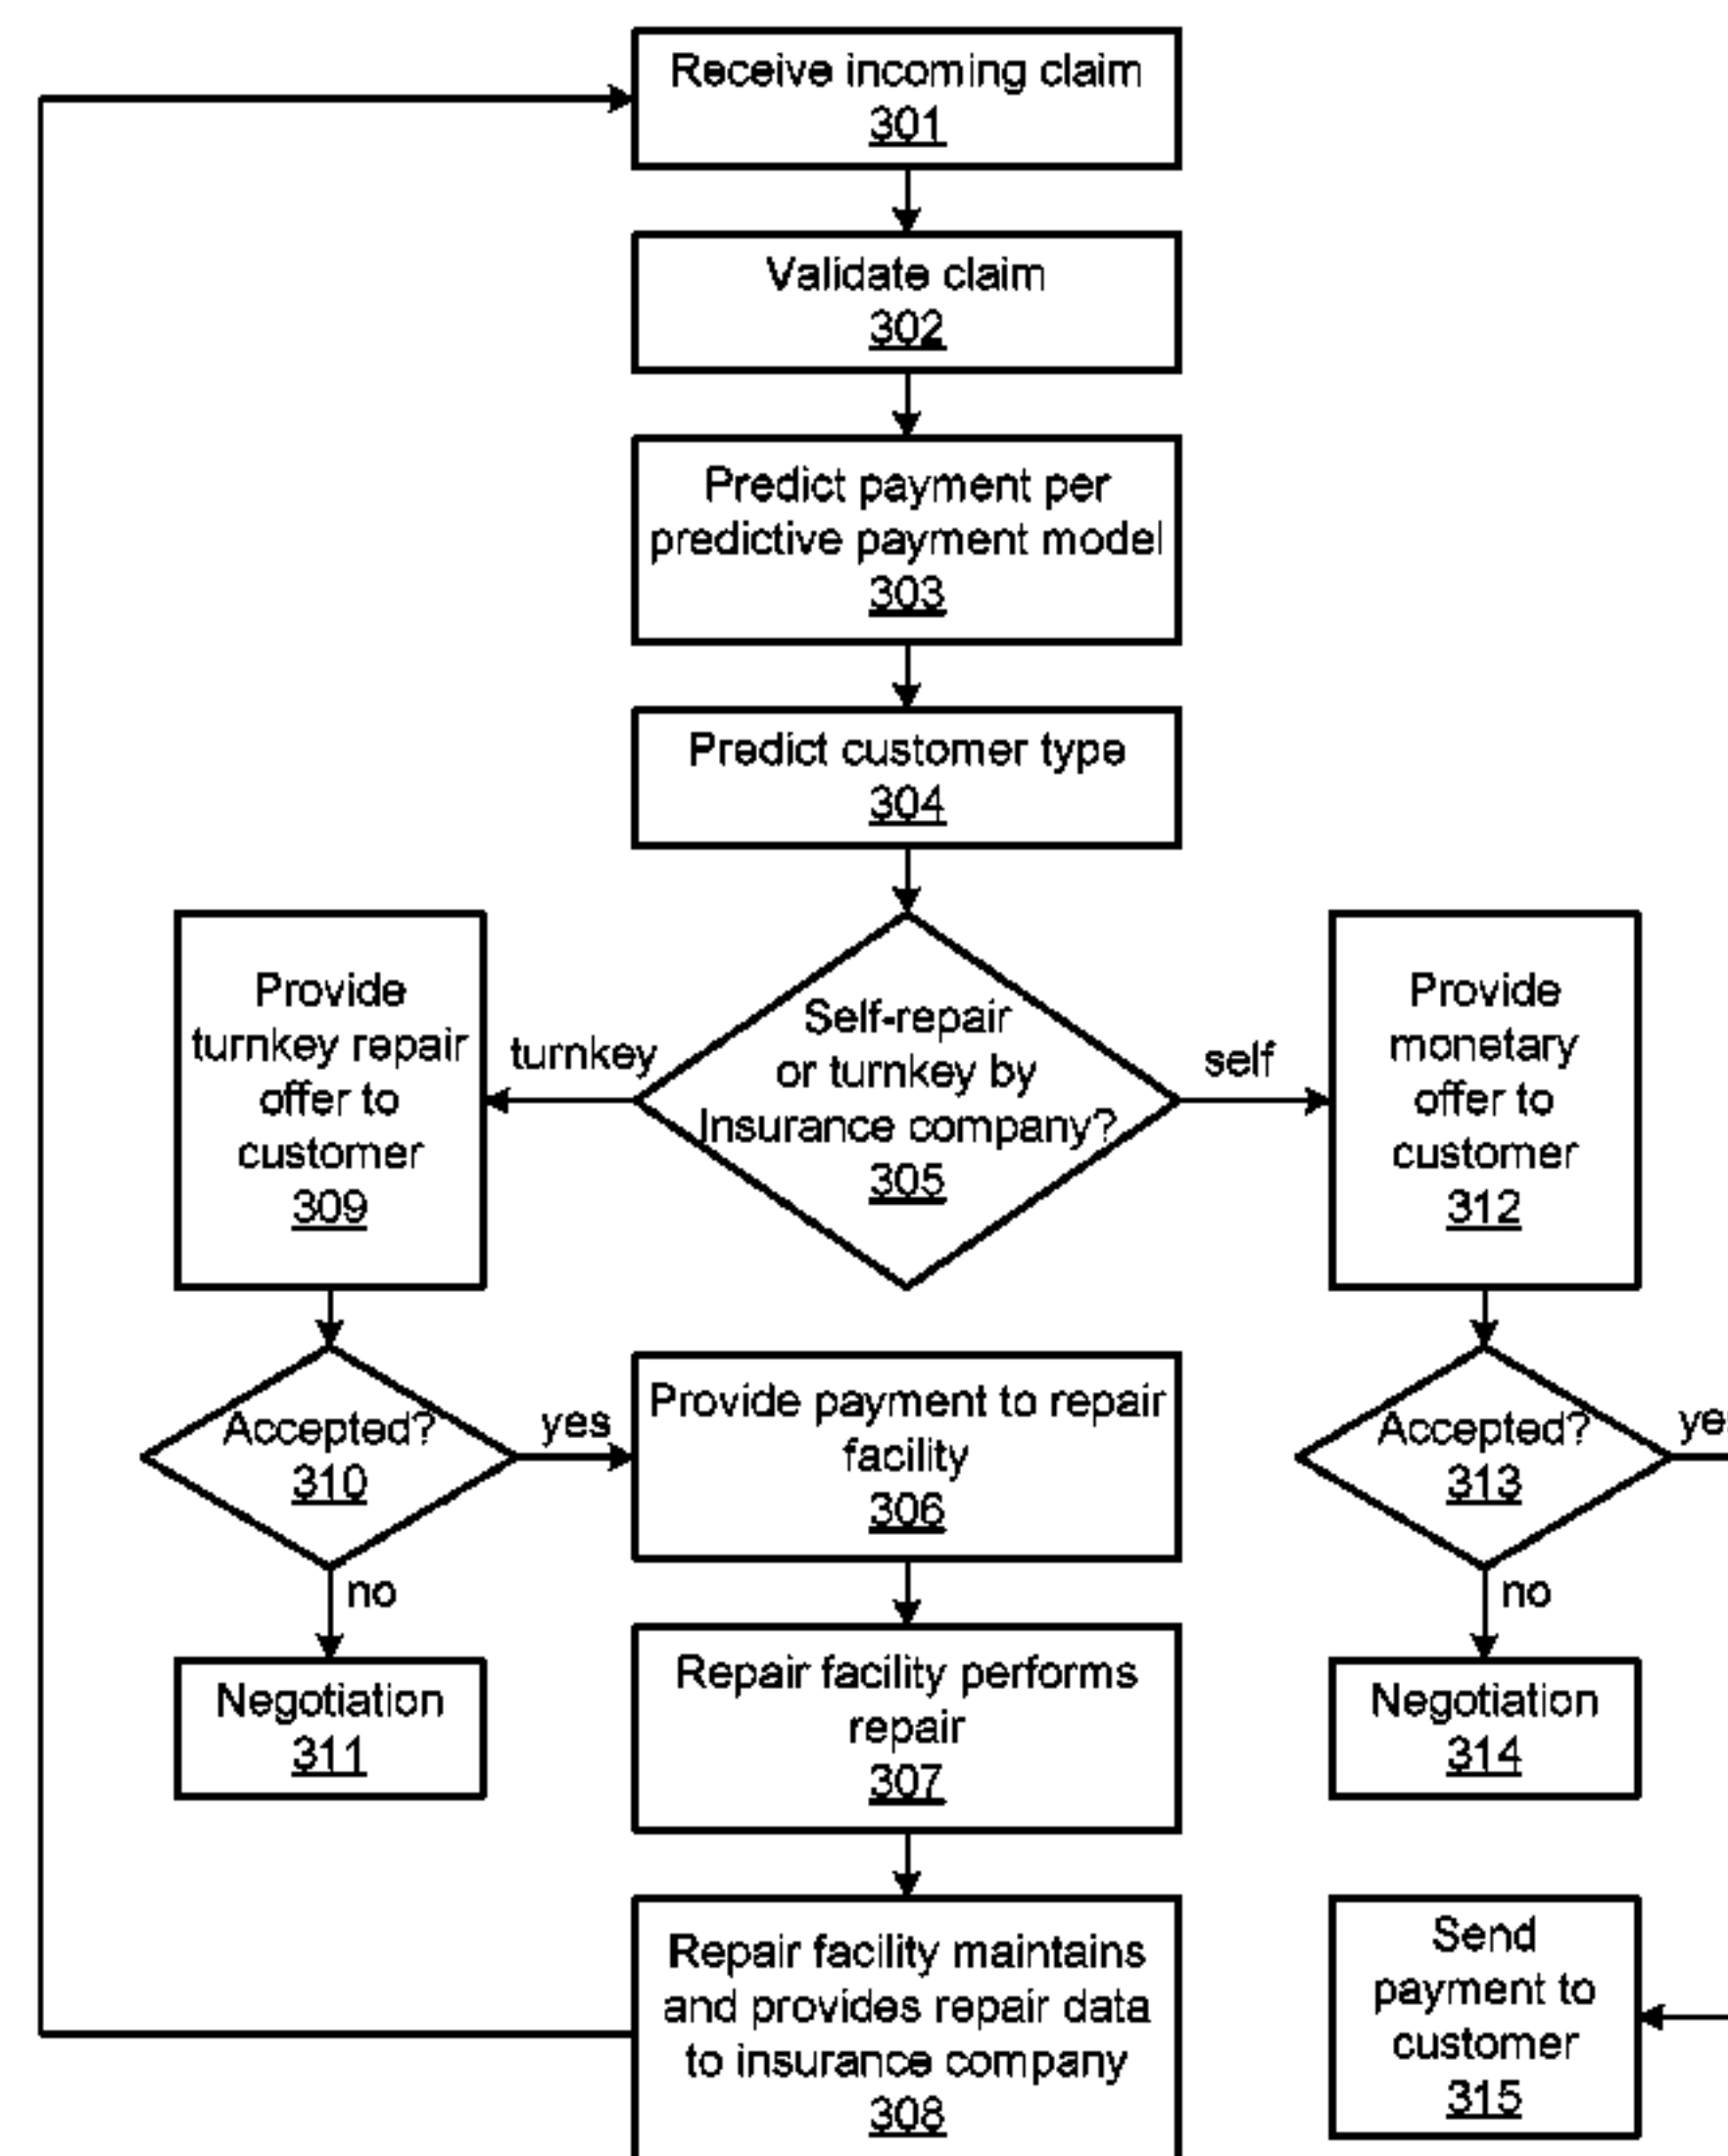 Receive incoming claim
301
Validate claim
302
Predict payment per
predictive payment model
303
Predict customer type
304
Provide
turnkey repair
offer to
customer
309
turnkey
Self-repair
or turnkey by
Insurance company?
305
self
Provide
monetary
offer to
customer
312
Accepted?
310
yes
Provide payment to repair
facility
306
Accepted?
313
no
no
Negotiation
311
Repair facility performs
repair
307
Negotiation
314
Repair facility maintains
and provides repair data
to insurance company
308
Send
payment to
customer
315